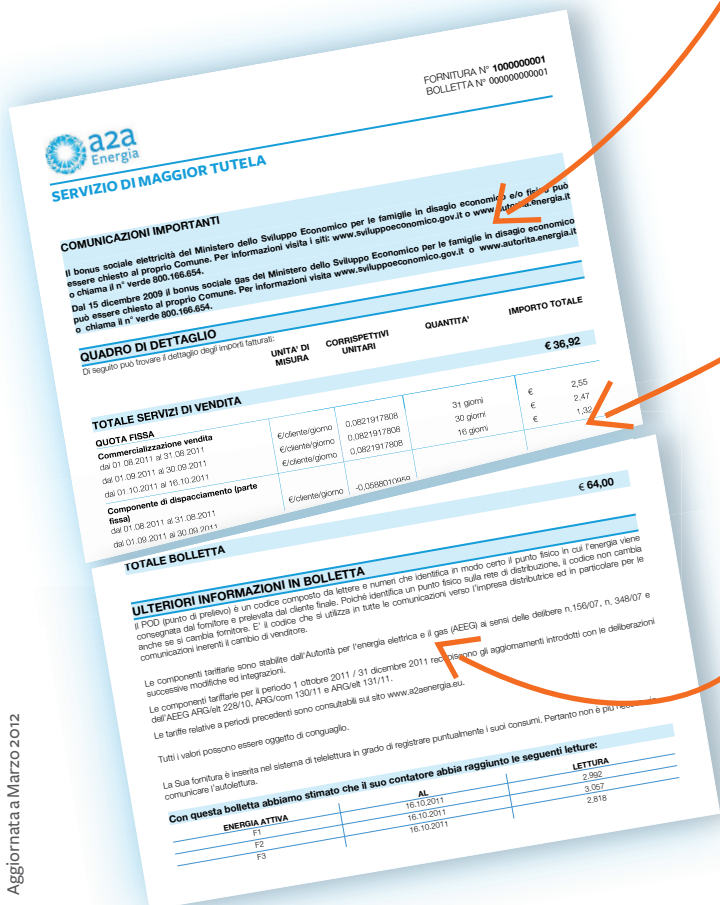 FORNITURA N° 1000000001
BOLLETTA N° 000000000001
a2a
Energia
SERVIZIO DI MAGGIOR TUTELA
COMUNICAZIONI IMPORTANTI
Il bonus sociale elettricità del Ministero dello Sviluppo Economico per le famiglie in disagio economico e/o fisico può
essere chiesto al proprio Comune. Per informazioni visita i siti: www.sviluppoeconomico.gov.it o www.autorita.energia.it
o chiama il n° verde 800.166.654.
Dal 15 dicembre 2009 il bonus sociale gas del Ministero dello Sviluppo Economico Per le famiglie in disagio economico
può essere chiesto al proprio Comune. Per informazioni visita www.sviluppoeconomico.gov.it o www.autorita.energia.it
o chiama il n° verde 800.166.654.
QUADRO DI DETTAGLIO
Di seguito può trovare il dettaglio degli importi fatturati:
UNITA' DI MISURA CORRISPETTIVI UNITARI QUANTITA' IMPORTO TOTALE
TOTALE SERVIZI DI VENDITA € 36,92
QUOTA FISSA
Commercializzazione vendita
dal 01.08.2011 al 31.08.2011 €/cliente/giorno 0,0821917808 31 giorni € 2,55
dal 01.09.2011 al 30.09.2011 €/cliente/giorno 0,0821917808 30 giorni € 2,47
dal 01.10.2011 al 16.10.2011 €/cliente/giorno 0,0821917808 16 giorni € 1,32
Componente di dispacciamento (parte
fissa)
dal 01.08.2011 al 31.08.2011 €/cliente/giorno
dal 01.09.2011 al 30.09.2011
TOTALE BOLLETTA € 64,00
ULTERIORI INFORMAZIONI IN BOLLETTA
Il POD (punto di prelievo) è un codice composto da lettere e numeri che identifica in modo certo il punto fisico in cui l'energia viene
consegnata dal fornitore e prelevata dal cliente finale. Poiché identifica un punto fisico sulla rete di distribuzione, il codice non cambia
anche se si cambia fornitore. E' il codice che si utilizza in tutte le comunicazioni verso l'impresa distributrice ed in particolare per le
comunicazioni inerenti il cambio di venditore.
Le componenti tariffarie sono stabilite dall'Autorità per l'energia elettrica e il gas (AEEG) ai sensi delle delibere n.156/07, n. 348/07 e
successive modifiche ed integrazioni.
Le componenti tariffarie per il periodo 1 ottobre 2011 / 31 dicembre 2011 recepiscono gli aggiornamenti introdotti con le deliberazioni
dell'AEEG ARG/elt 228/10, ARG/com 130/11 e ARG/elt 131/11.
Le tariffe relative a periodi precedenti sono consultabili sul sito www.a2aenergia.eu.
Tutti i valori possono essere oggetto di conguaglio.
La Sua fornitura è inserita nel sistema di telelettura in grado di registrare puntualmente i suoi consumi. Pertanto non è più
comunicare l'autolettura.
Con questa bolletta abbiamo stimato che il suo contatore abbia raggiunto le seguenti letture:
ENERGIA ATTIVA AL LETTURA
F1 16.10.2011 2.992
F2 16.10.2011 3.057
F3 16.10.2011 2.818
Aggiornata a Marzo 2012